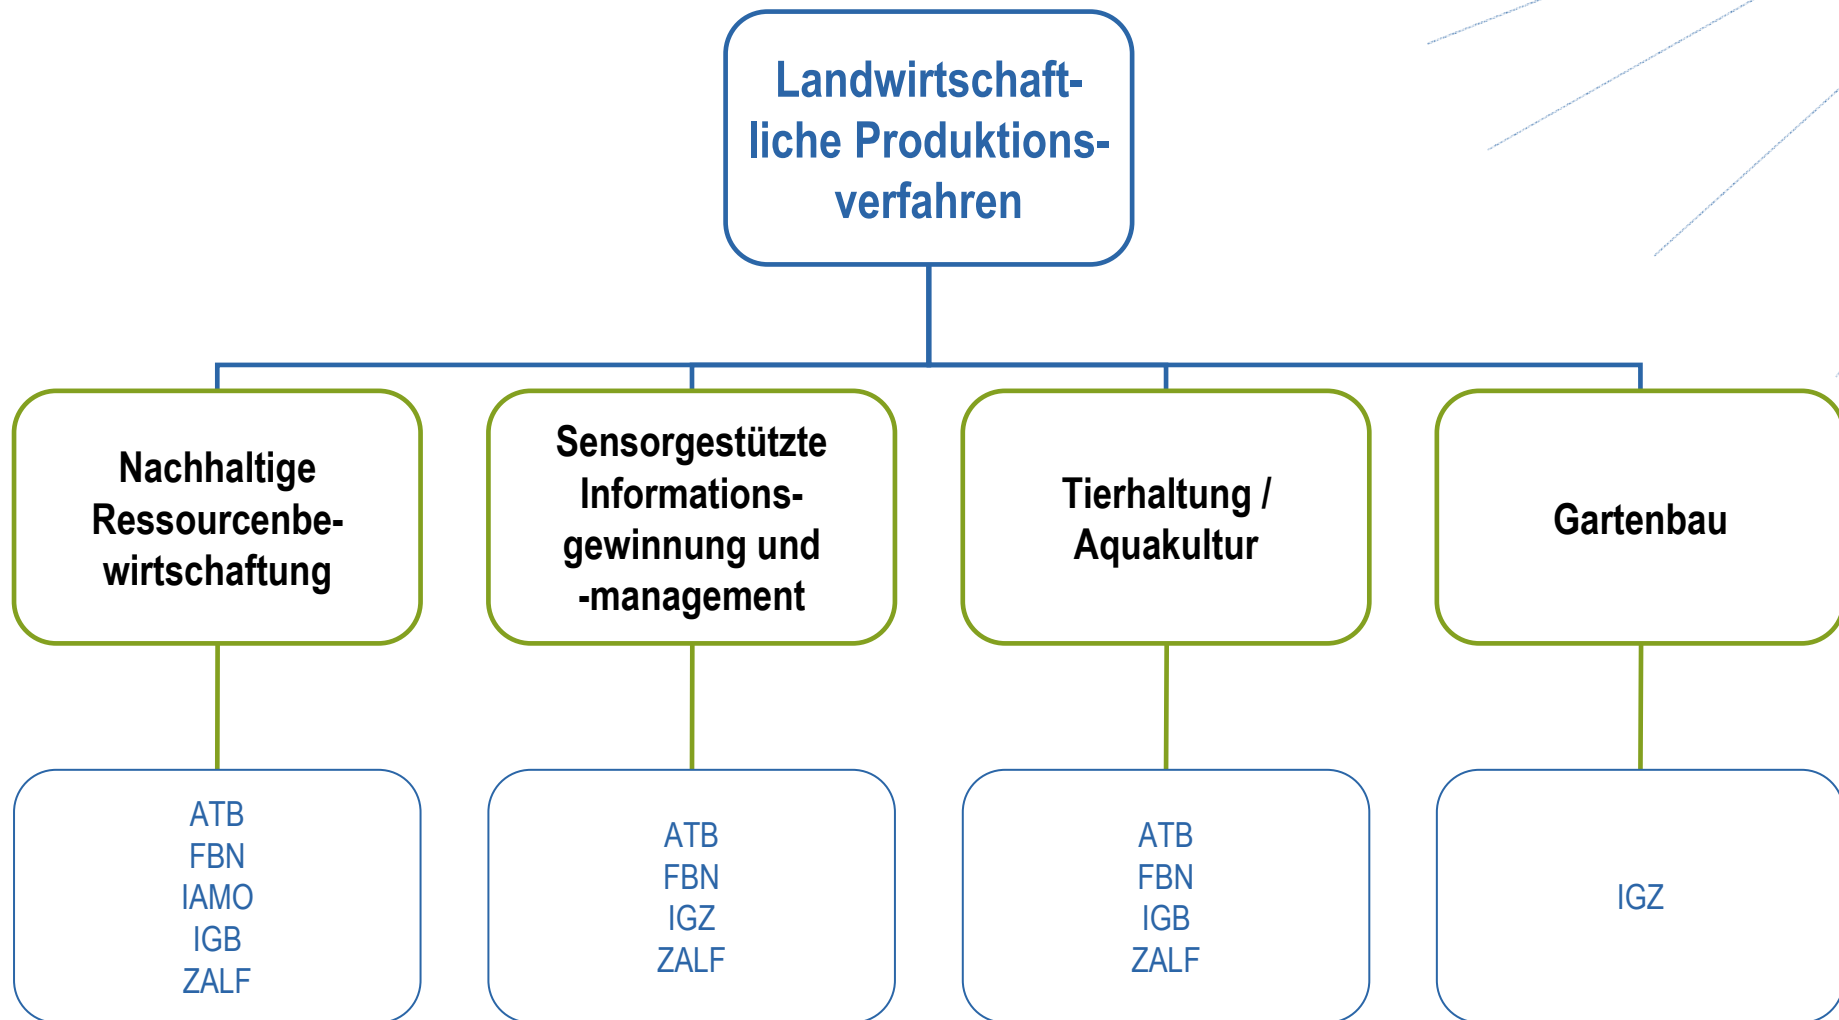 Landwirtschaft-
liche Produktions-
verfahren
Nachhaltige
Ressourcenbe-
wirtschaftung
Sensorgestützte
Informations-
gewinnung und
-management
Tierhaltung /
Aquakultur
Gartenbau
ATB
FBN
IAMO
IGB
ZALF
ATB
FBN
IGZ
ZALF
ATB
FBN
IGB
ZALF
IGZ